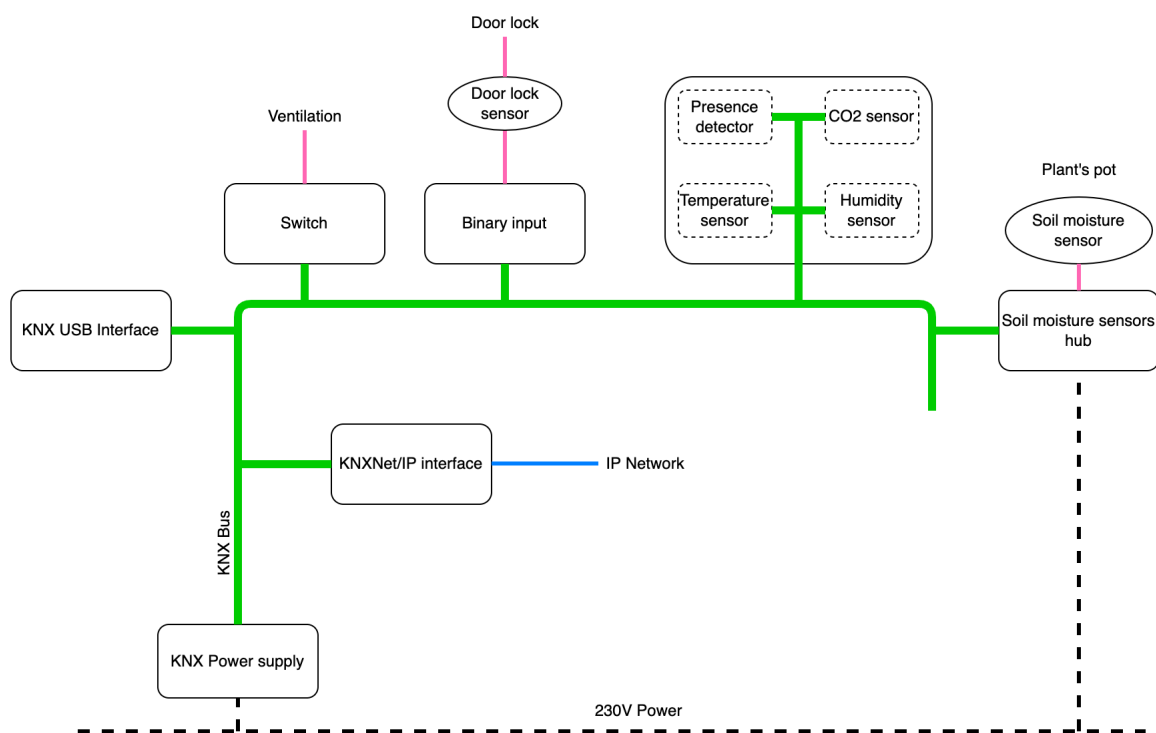 Door lock
Door lock
sensor
Ventilation
Presence
detector
CO2 sensor
Plant's pot
Switch
Binary input
Temperature
sensor
Humidity
sensor
Soil moisture
sensor
KNX USB Interface
Soil moisture sensors
hub
KNXNet/IP interface
IP Network
KNX Bus
KNX Power supply
230V Power